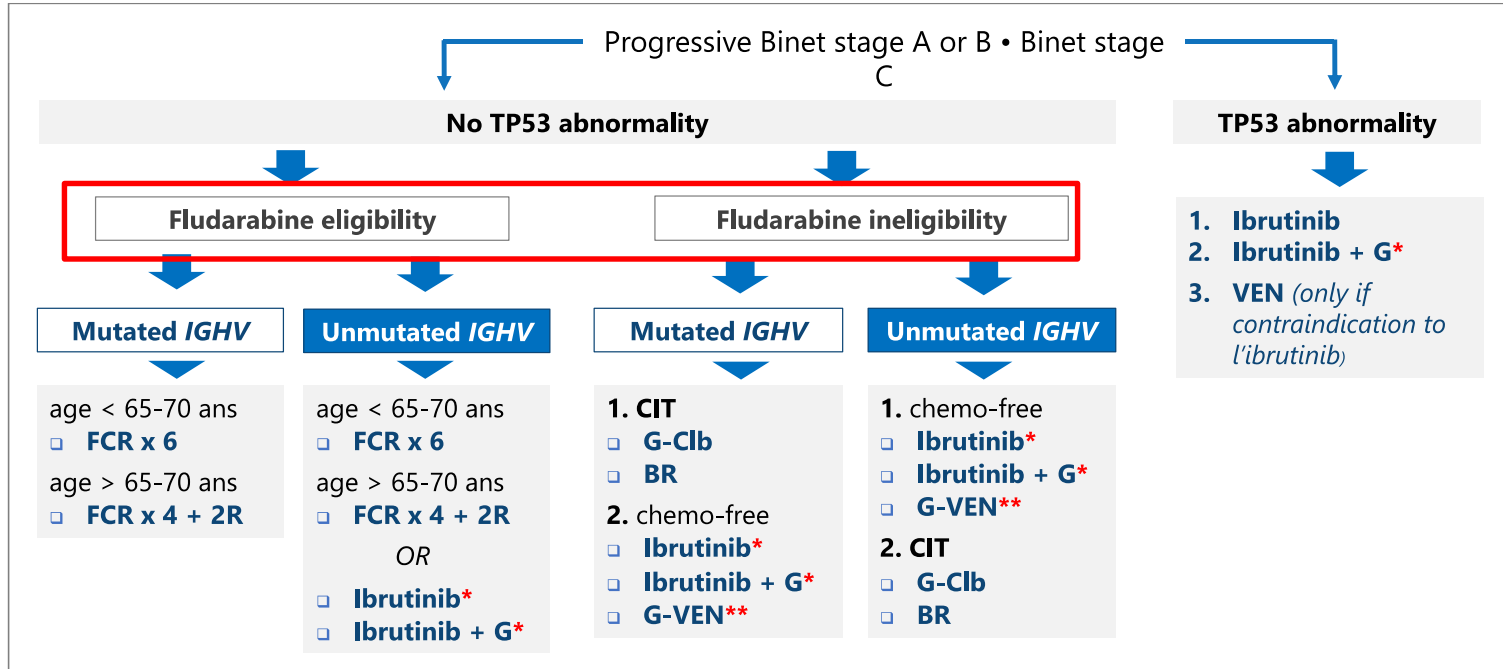 Progressive Binet stage A or B • Binet stage
C
No TP53 abnormality
TP53 abnormality
Fludarabine eligibility
Fludarabine ineligibility
Mutated IGHV
Unmutated IGHV
Mutated IGHV
Unmutated IGHV
age < 65-70 ans
❑ FCR x 6
age > 65-70 ans
❑ FCR x 4 + 2R
age < 65-70 ans
❑ FCR x 6
age > 65-70 ans
❑ FCR x 4 + 2R
OR
❑ Ibrutinib*
❑ Ibrutinib + G*
1. CIT
❑ G-Clb
❑ BR
2. chemo-free
❑ Ibrutinib*
❑ Ibrutinib + G*
❑ G-VEN**
1. chemo-free
❑ Ibrutinib*
❑ Ibrutinib + G*
❑ G-VEN**
2. CIT
❑ G-Clb
❑ BR
1. Ibrutinib
2. Ibrutinib + G*
3. VEN (only if
contraindication to
l'ibrutinib)